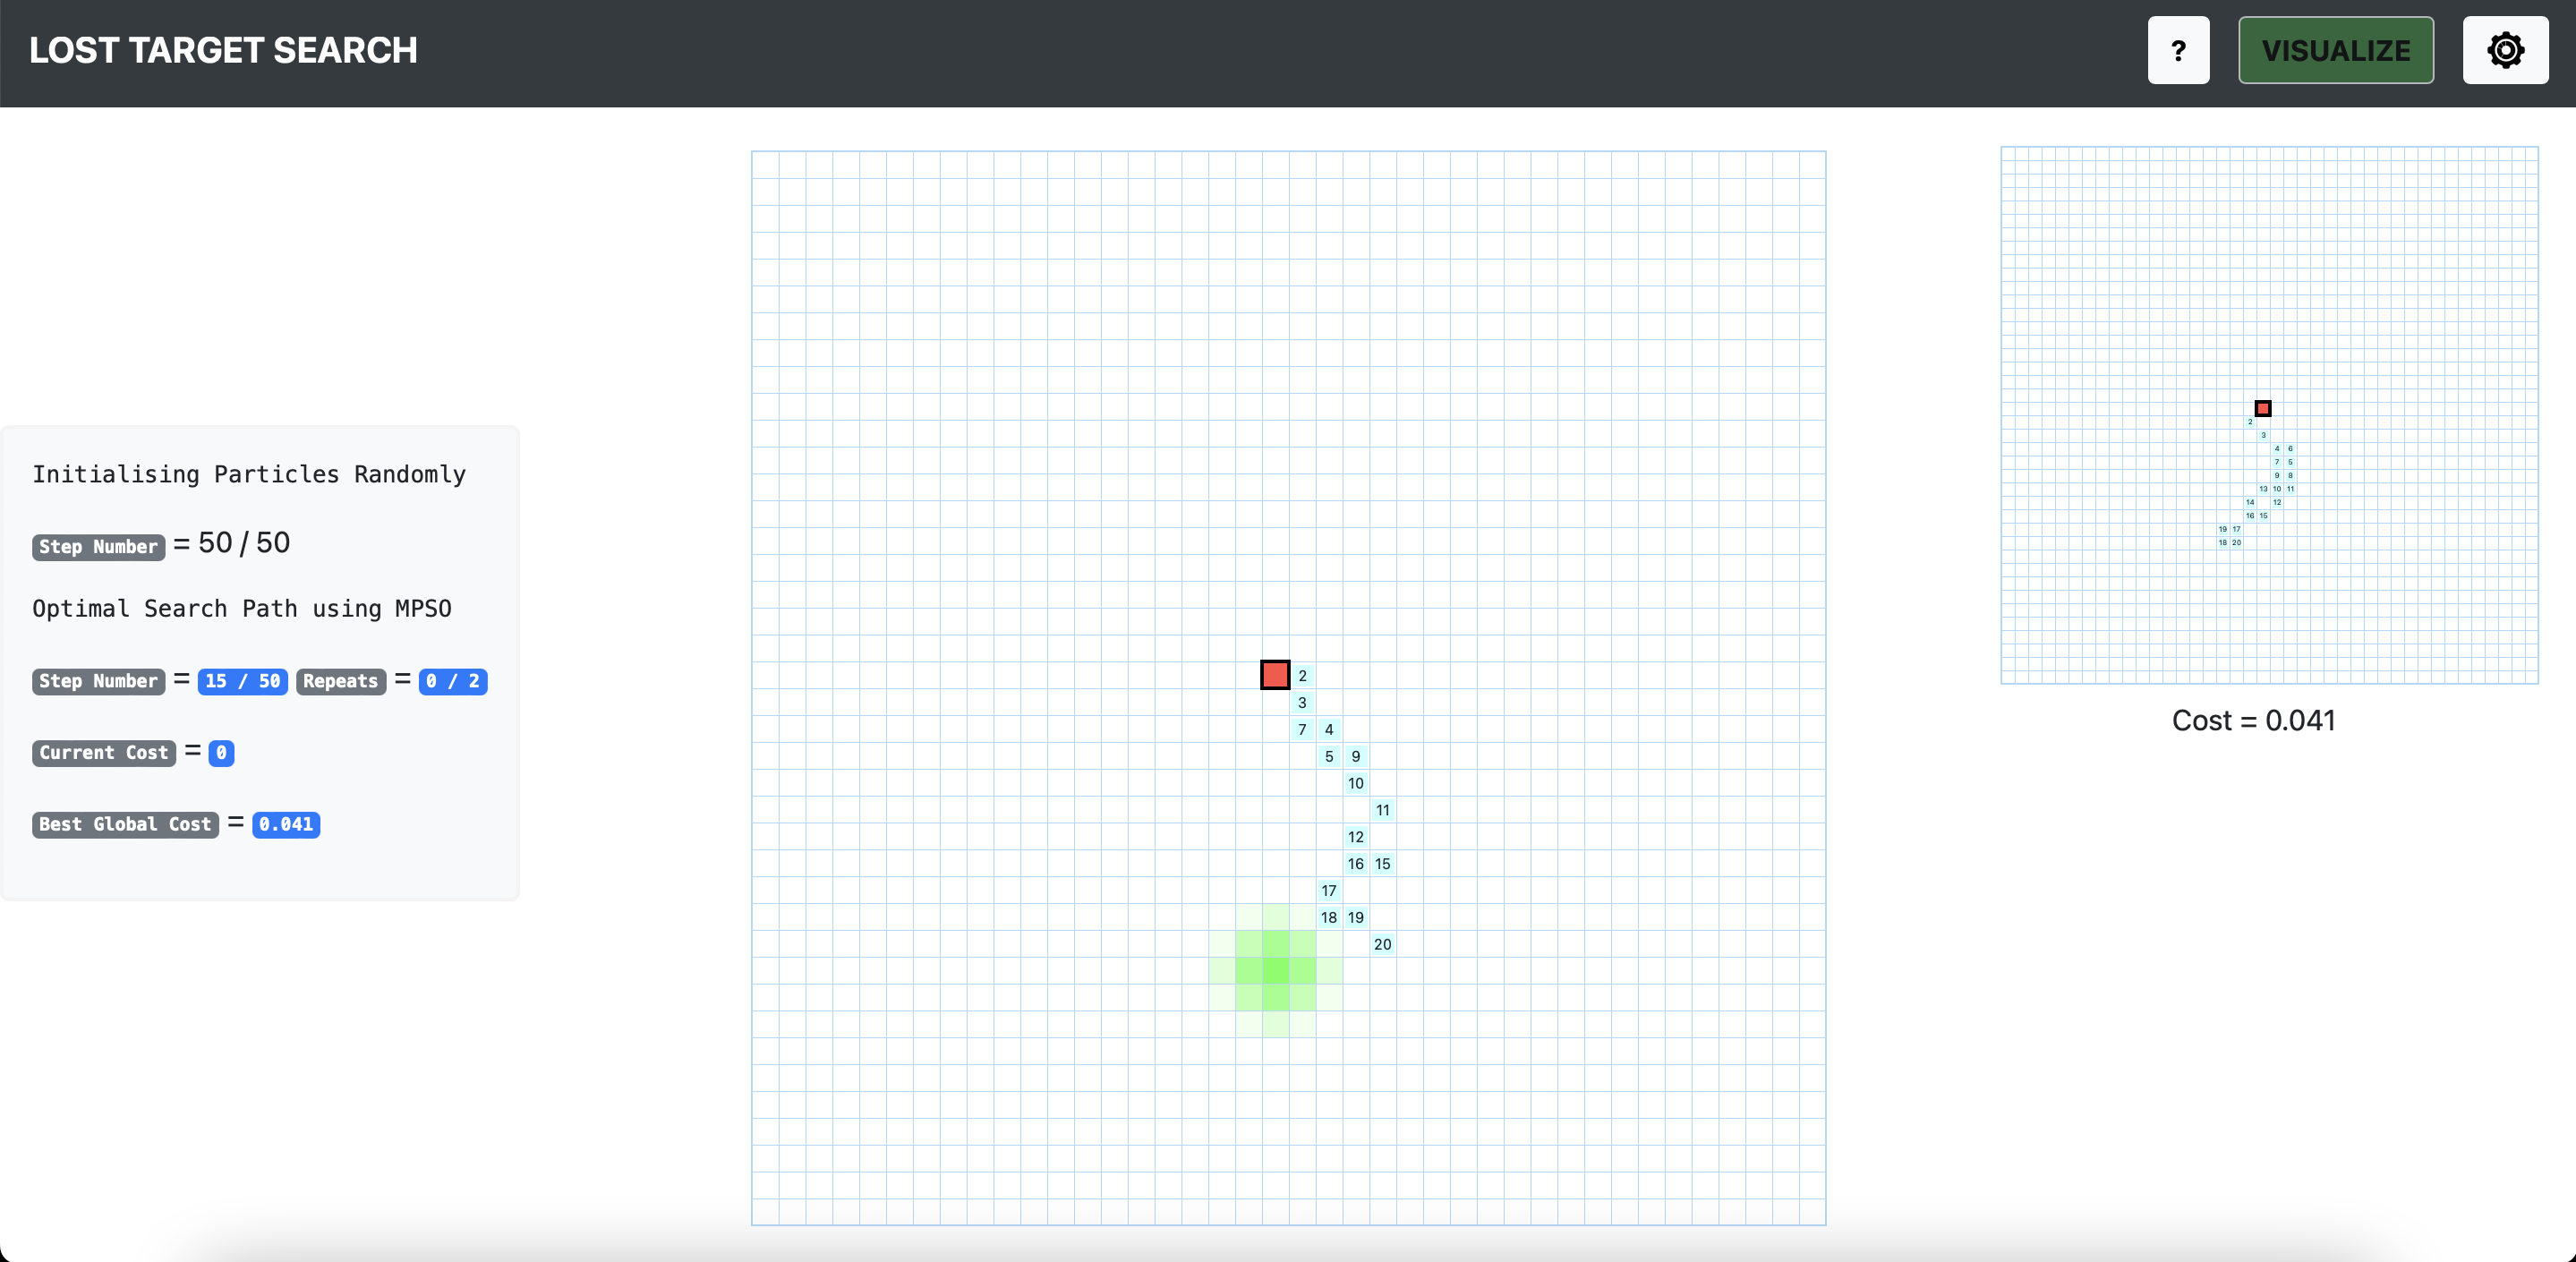 LOST TARGET SEARCH
? VISUALIZE
Initialising Particles Randomly
Step Number = 50 / 50
Optimal Search Path using MPSO
Step Number = 15 / 50 Repeats = 0 / 2
Current Cost = 0
Best Global Cost = 0.041
2
3
7 4
5 9
10
11
12
16 15
17
18 19
20
2
3
4 6
7 5
9 8
13 10 11
14 12
16 15
19 17
18 20
Cost = 0.041